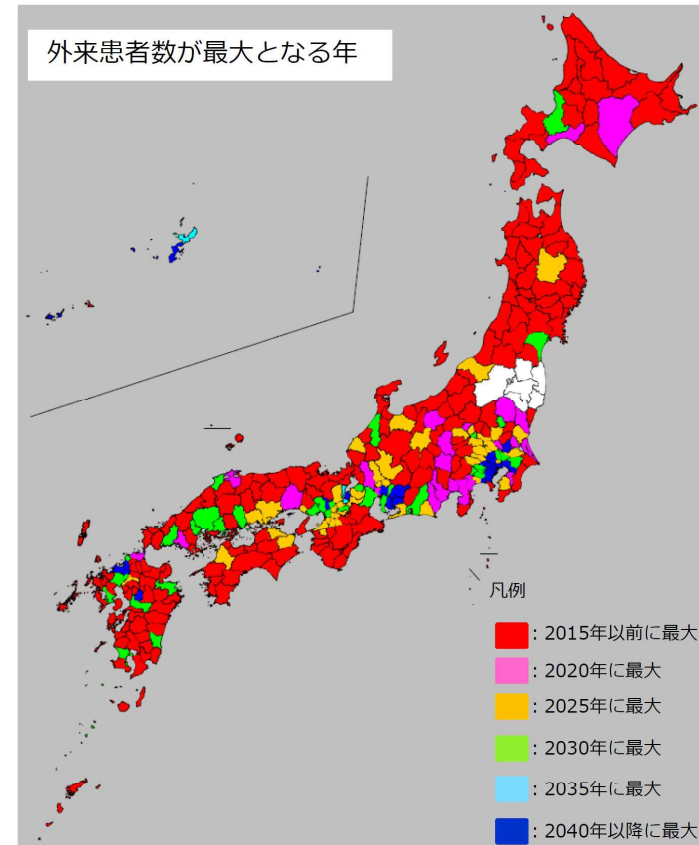 外来患者数が最大となる年
凡例
：2015年以前に最大
：2020年に最大
：2025年に最大
：2030年に最大
：2035年に最大
：2040年以降に最大